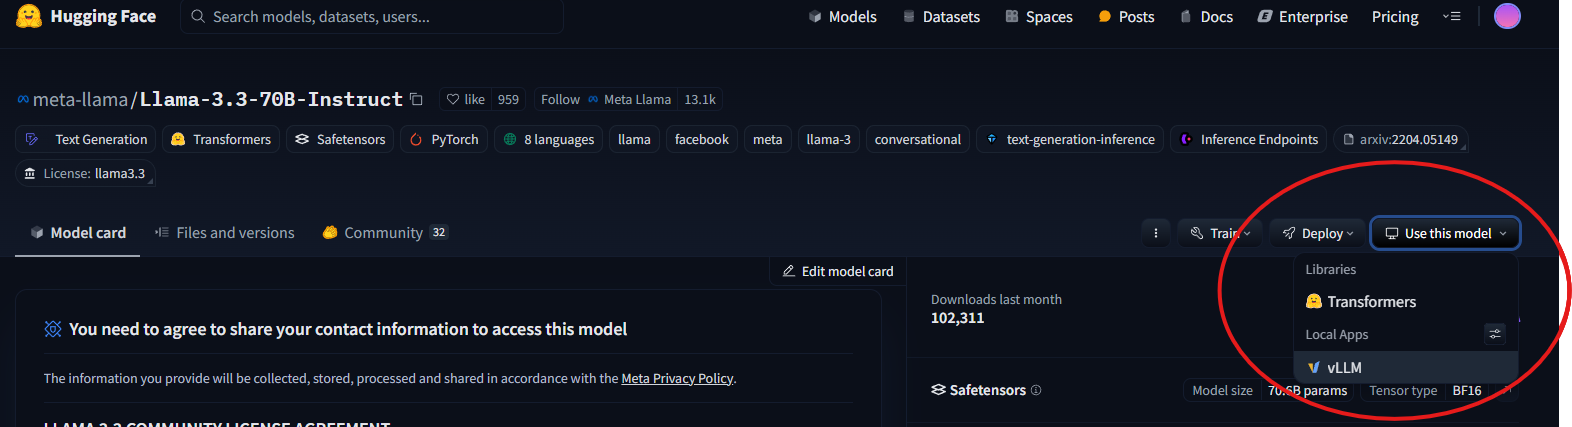 Hugging Face Search models, datasets, users... Models Datasets Spaces Posts Docs Enterprise Pricing
meta-llama/Llama-3.3-70B-Instruct like 959 Follow Meta Llama 13.1k
Text Generation Transformers Safetensors PyTorch 8 languages llama facebook meta llama-3 conversational text-generation-inference Inference Endpoints arxiv:2204.05149
License: llama3.3
Model card Files and versions Community 32 Train Deploy Use this model
Edit model card
Libraries
Transformers
Local Apps
vLLM
You need to agree to share your contact information to access this model
The information you provide will be collected, stored, processed and shared in accordance with the Meta Privacy Policy.
LLAMA 3.3 COMMUNITY LICENSE AGREEMENT
Downloads last month
102,311
Safetensors Model size 70.6B params Tensor type BF16